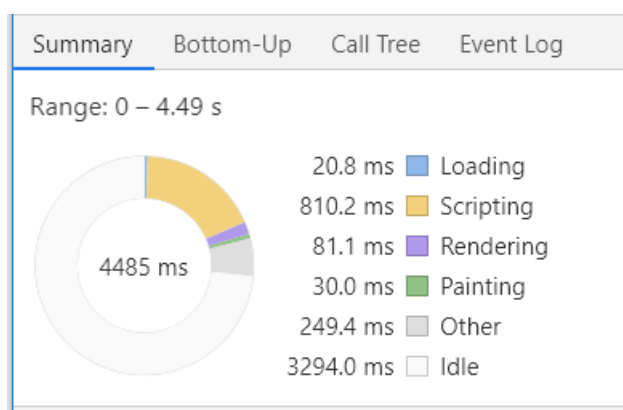 Summary Bottom-Up Call Tree Event Log
Range: 0 – 4.49 s
20.8 ms Loading
810.2 ms Scripting
81.1 ms Rendering
4485 ms
30.0 ms Painting
249.4 ms Other
3294.0 ms Idle